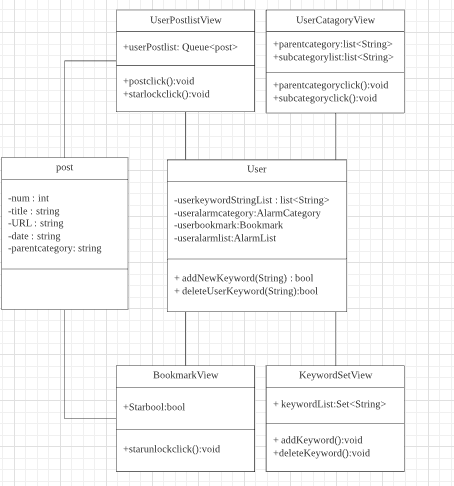 UserPostlistView
+userPostlist: Queue<post>
+postclick():void
+starlockclick():void
UserCatagoryView
+parentcategory:list<String>
+subcategorylist:list<String>
+parentcategoryclick():void
+subcategoryclick():void
post
-num : int
-title : string
-URL : string
-date : string
-parentcategory: string
User
-userkeywordStringList : list<String>
-useralarmcategory:AlarmCategory
-userbookmark:Bookmark
-useralarmlist:AlarmList
+ addNewKeyword(String) : bool
+ deleteUserKeyword(String):bool
BookmarkView
+Starbool:bool
+starunlockclick():void
KeywordSetView
+ keywordList:Set<String>
+ addKeyword():void
+deleteKeyword():void